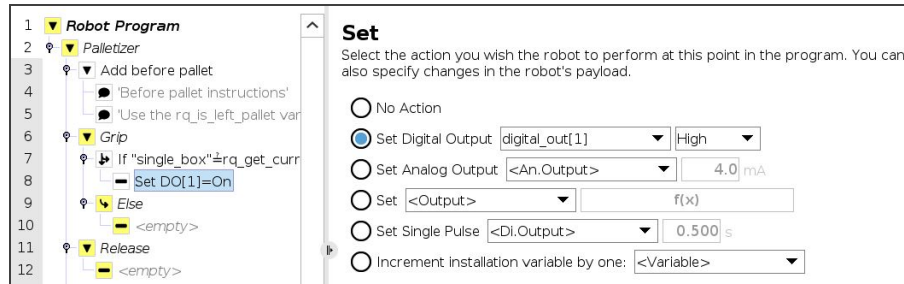 1 Robot Program
2 Palletizer
3 Add before pallet
4 'Before pallet instructions'
5 'Use the rq_is_left_pallet var
6 Grip
7 If "single_box"≟rq_get_curr
8 Set DO[1]=On
9 Else
10 <empty>
11 Release
12 <empty>
Set
Select the action you wish the robot to perform at this point in the program. You can
also specify changes in the robot's payload.
No Action
Set Digital Output digital_out[1] High
Set Analog Output <An.Output> 4.0 mA
Set <Output> f(x)
Set Single Pulse <Di.Output> 0.500 s
Increment installation variable by one: <Variable>